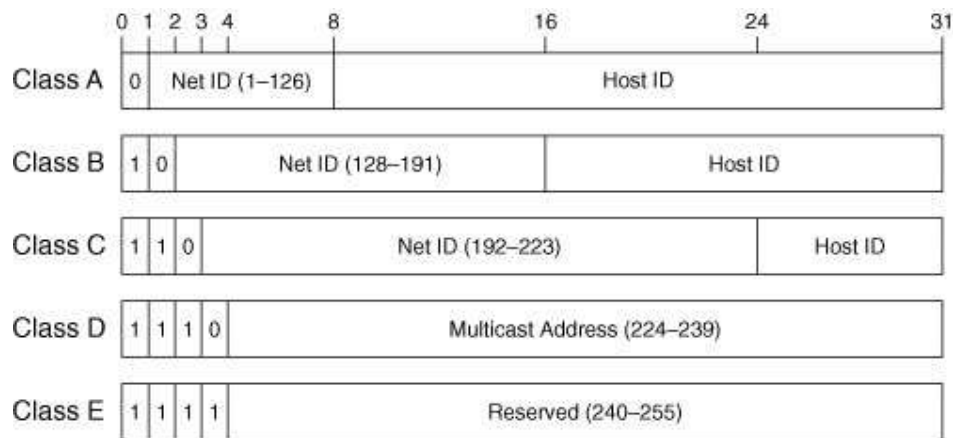 0 1 2 3 4 8 16 24 31
Class A 0 Net ID (1–126) Host ID
Class B 1 0 Net ID (128–191) Host ID
Class C 1 1 0 Net ID (192–223) Host ID
Class D 1 1 1 0 Multicast Address (224–239)
Class E 1 1 1 1 Reserved (240–255)